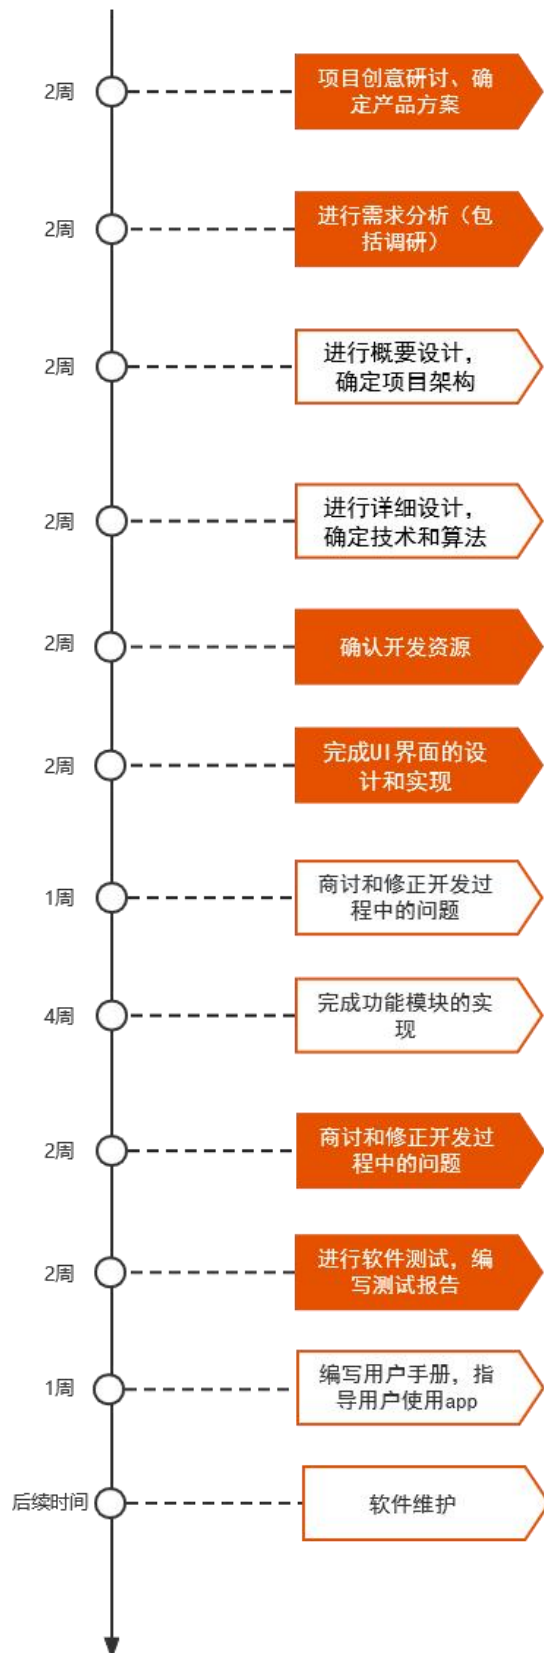 2周
项目创意研讨、确
定产品方案
2周
进行需求分析（包
括调研）
2周
进行概要设计，
确定项目架构
2周
进行详细设计，
确定技术和算法
2周
确认开发资源
2周
完成UI界面的设
计和实现
1周
商讨和修正开发过
程中的问题
4周
完成功能模块的实
现
2周
商讨和修正开发过
程中的问题
2周
进行软件测试，编
写测试报告
1周
编写用户手册，指
导用户使用app
后续时间
软件维护